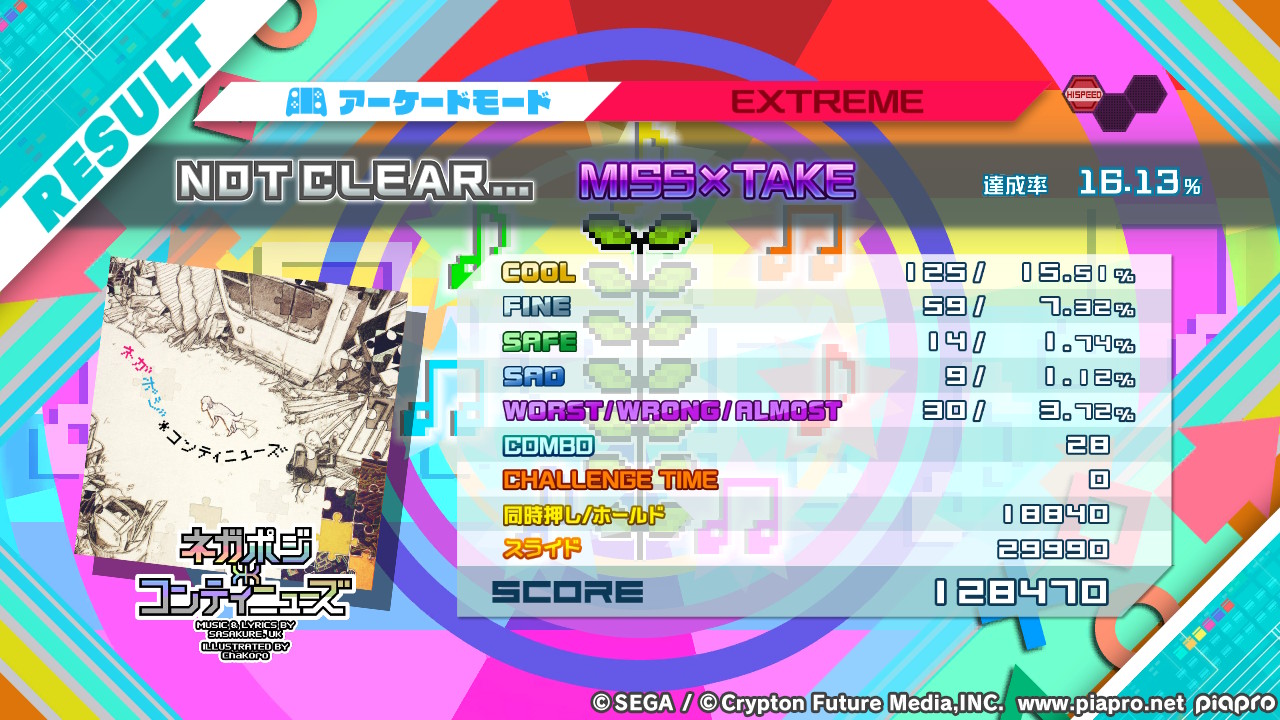 RESULT
アーケードモード EXTREME HISPEED
NOT CLEAR... MISS×TAKE 達成率 16.13%
COOL 125/ 15.51%
FINE 59/ 7.32%
SAFE 14/ 1.74%
SAD 9/ 1.12%
WORST/WRONG/ALMOST 30/ 3.72%
COMBO 28
CHALLENGE TIME 0
同時押し/ホールド 18840
スライド 29990
SCORE 128470
ネガポジ
*コンティニューズ
ネガポジ
*コンティニューズ
MUSIC & LYRICS BY
SASAKURE.UK
ILLUSTRATED BY
ChaKoro
© SEGA / © Crypton Future Media,INC. www.piapro.net piapro